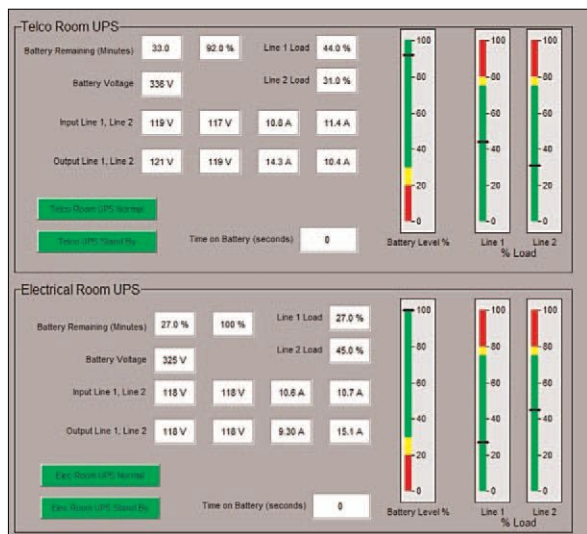 Telco Room UPS
Battery Remaining (Minutes) 33.0 92.0 % Line 1 Load 44.0 %
Battery Voltage 336 V Line 2 Load 31.0 %
Input Line 1, Line 2 119 V 117 V 10.8 A 11.4 A
Output Line 1, Line 2 121 V 119 V 14.3 A 10.4 A
Telco Room UPS Normal
Telco UPS Stand By Time on Battery (seconds) 0
100 100 100
80 80 80
60 60 60
40 40 40
20 20 20
0 0 0
Battery Level % Line 1 Line 2
% Load
Electrical Room UPS
Battery Remaining (Minutes) 27.0 % 100 % Line 1 Load 27.0 %
Battery Voltage 325 V Line 2 Load 45.0 %
Input Line 1, Line 2 118 V 118 V 10.6 A 10.7 A
Output Line 1, Line 2 118 V 118 V 9.30 A 15.1 A
Elec Room UPS Normal
Elec Room UPS Stand By Time on Battery (seconds) 0
100 100 100
80 80 80
60 60 60
40 40 40
20 20 20
0 0 0
Battery Level % Line 1 Line 2
% Load